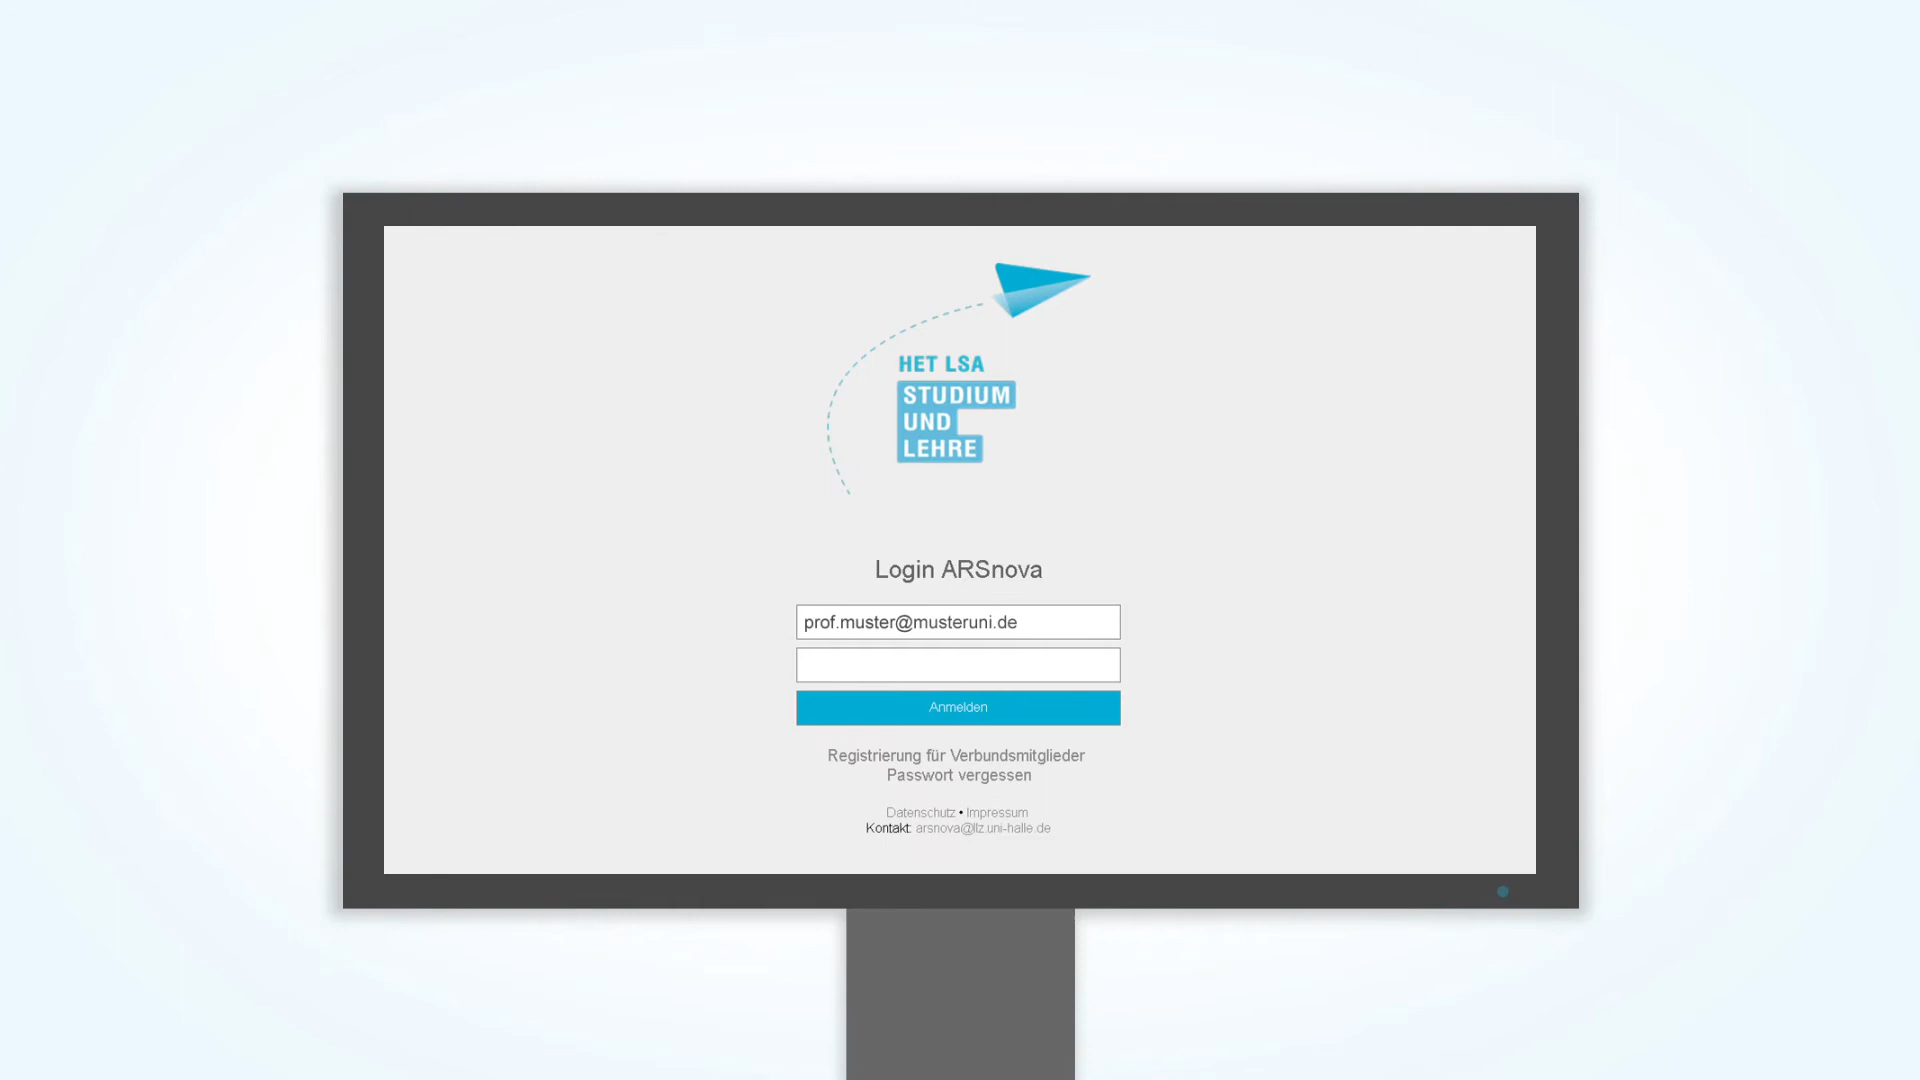 HET LSA
STUDIUM
UND
LEHRE
Login ARSnova
prof.muster@musteruni.de
Anmelden
Registrierung für Verbundsmitglieder
Passwort vergessen
Datenschutz • Impressum
Kontakt: arsnova@llz.uni-halle.de